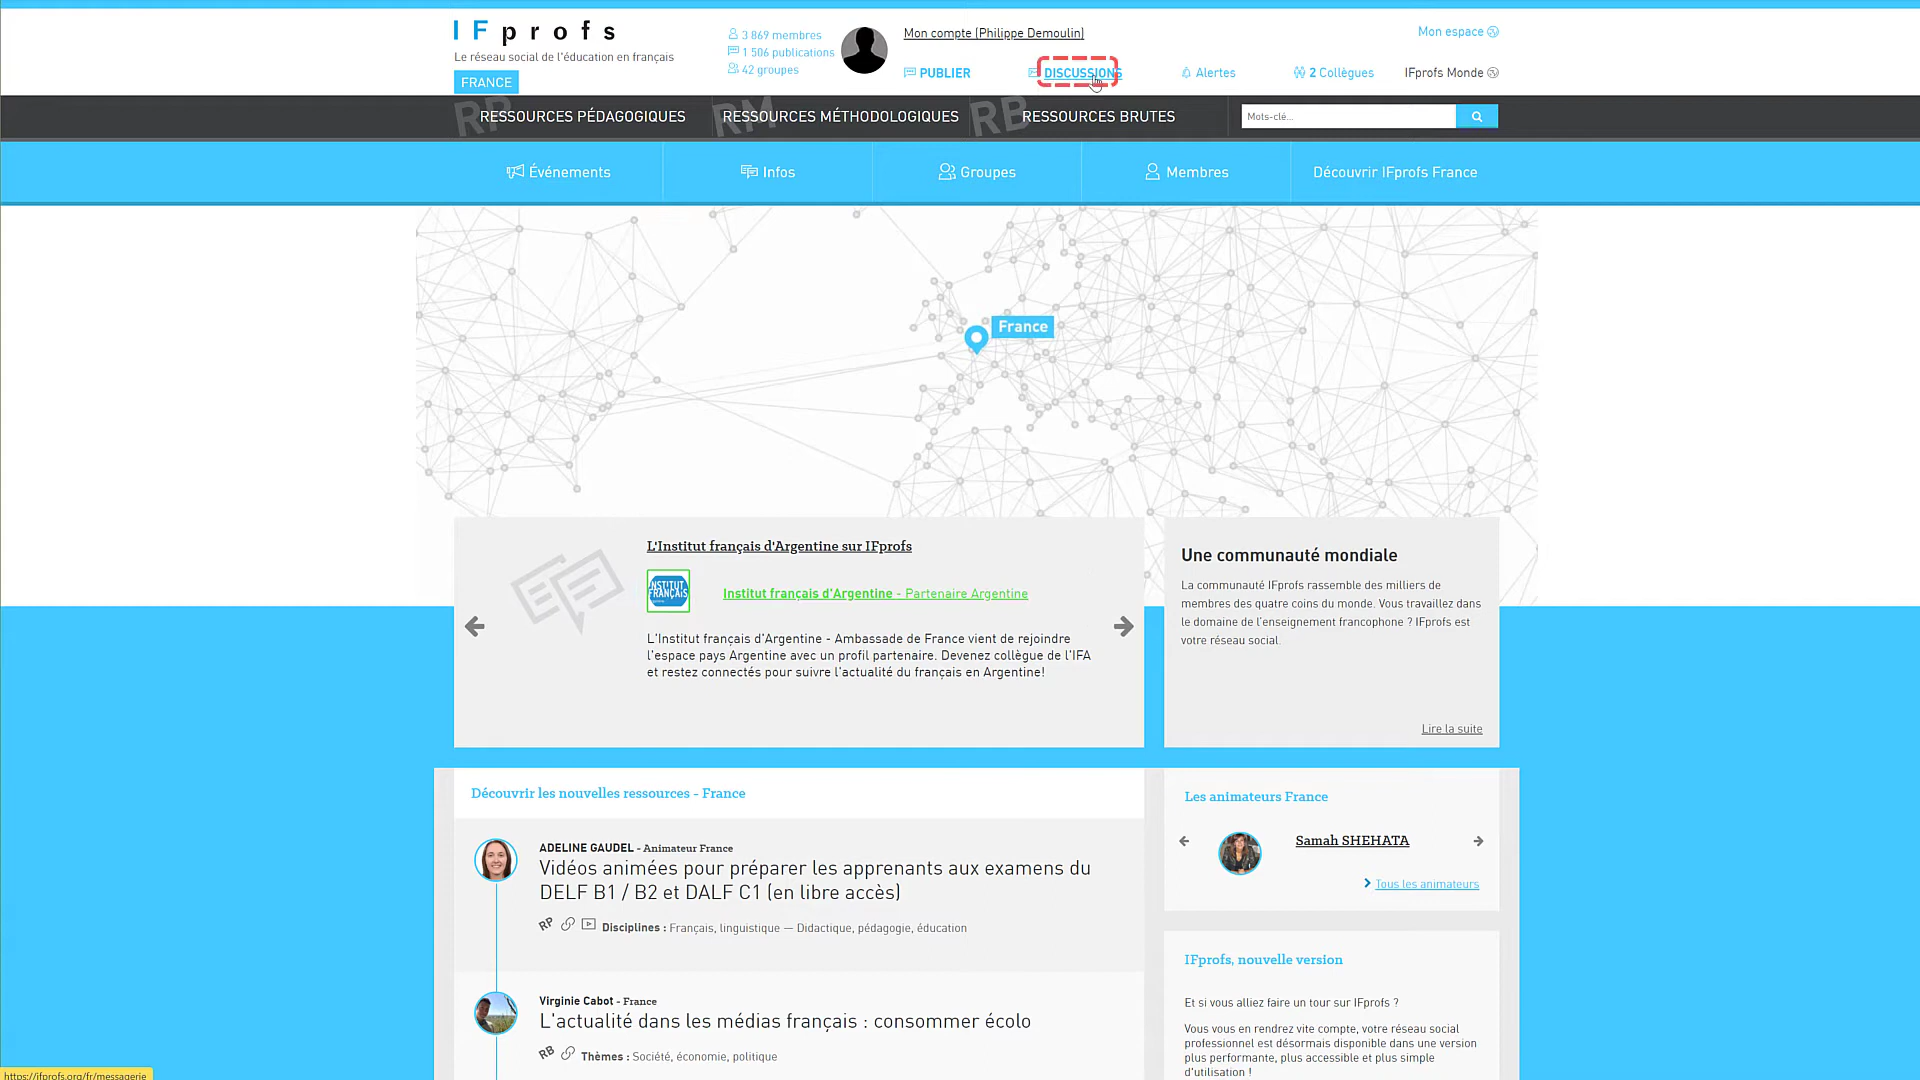 IFprofs
Le réseau social de l'éducation en français
FRANCE
3 869 membres
1 506 publications
42 groupes
Mon compte (Philippe Demoulin)
PUBLIER
DISCUSSIONS
Alertes
2 Collègues
Mon espace
IFprofs Monde
RP RESSOURCES PÉDAGOGIQUES
RM RESSOURCES MÉTHODOLOGIQUES
RB RESSOURCES BRUTES
Mots-clé...
Événements
Infos
Groupes
Membres
Découvrir IFprofs France
France
L'Institut français d'Argentine sur IFprofs
INSTITUT
FRANÇAIS
Institut français d'Argentine - Partenaire Argentine
L'Institut français d'Argentine - Ambassade de France vient de rejoindre
l'espace pays Argentine avec un profil partenaire. Devenez collègue de l'IFA
et restez connectés pour suivre l'actualité du français en Argentine!
Une communauté mondiale
La communauté IFprofs rassemble des milliers de
membres des quatre coins du monde. Vous travaillez dans
le domaine de l'enseignement francophone ? IFprofs est
votre réseau social.
Lire la suite
Découvrir les nouvelles ressources - France
ADELINE GAUDEL - Animateur France
Vidéos animées pour préparer les apprenants aux examens du
DELF B1 / B2 et DALF C1 (en libre accès)
RP Disciplines : Français, linguistique — Didactique, pédagogie, éducation
Virginie Cabot - France
L'actualité dans les médias français : consommer écolo
RB Thèmes : Société, économie, politique
Les animateurs France
Samah SHEHATA
Tous les animateurs
IFprofs, nouvelle version
Et si vous alliez faire un tour sur IFprofs ?
Vous vous en rendrez vite compte, votre réseau social
professionnel est désormais disponible dans une version
plus performante, plus accessible et plus simple
d'utilisation !
https://ifprofs.org/fr/messagerie